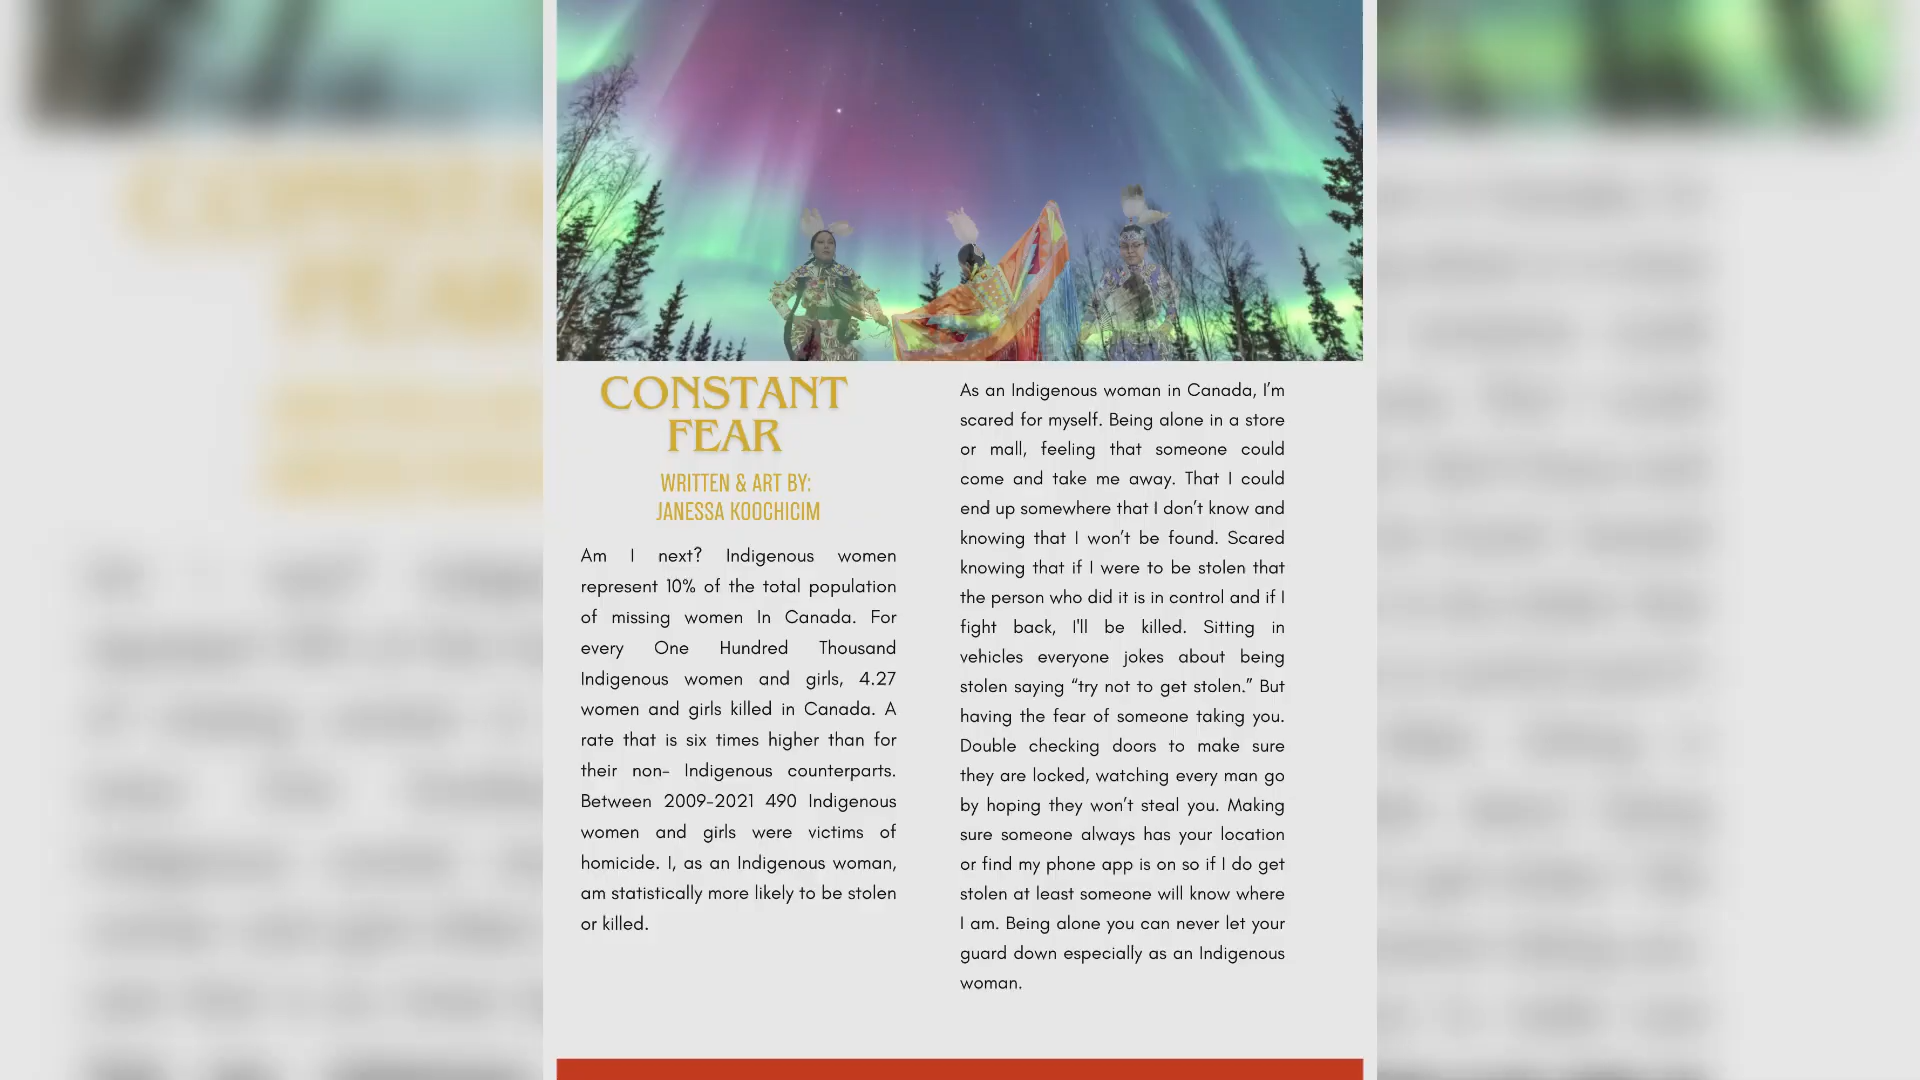 CONSTANT
FEAR
WRITTEN & ART BY:
JANESSA KOOCHICIM
Am I next? Indigenous women
represent 10% of the total population
of missing women In Canada. For
every One Hundred Thousand
Indigenous women and girls, 4.27
women and girls killed in Canada. A
rate that is six times higher than for
their non- Indigenous counterparts.
Between 2009-2021 490 Indigenous
women and girls were victims of
homicide. I, as an Indigenous woman,
am statistically more likely to be stolen
or killed.
As an Indigenous woman in Canada, I’m
scared for myself. Being alone in a store
or mall, feeling that someone could
come and take me away. That I could
end up somewhere that I don’t know and
knowing that I won’t be found. Scared
knowing that if I were to be stolen that
the person who did it is in control and if I
fight back, I'll be killed. Sitting in
vehicles everyone jokes about being
stolen saying “try not to get stolen.” But
having the fear of someone taking you.
Double checking doors to make sure
they are locked, watching every man go
by hoping they won’t steal you. Making
sure someone always has your location
or find my phone app is on so if I do get
stolen at least someone will know where
I am. Being alone you can never let your
guard down especially as an Indigenous
woman.